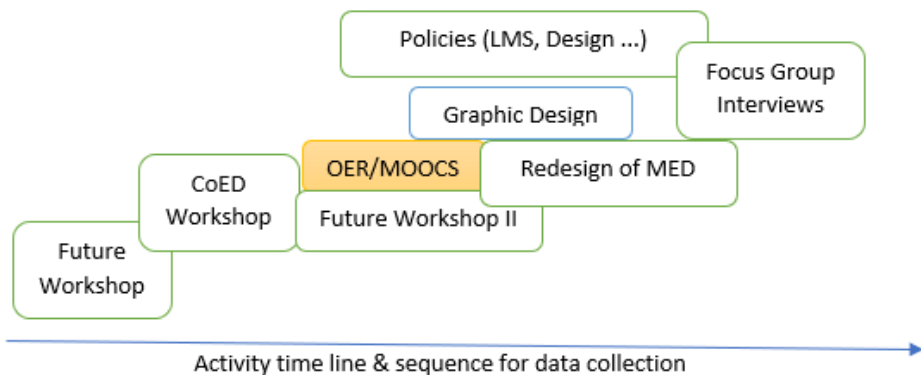 Policies (LMS, Design ...)
Focus Group
Interviews
Graphic Design
OER/MOOCS
Redesign of MED
CoED
Workshop
Future Workshop II
Future
Workshop
Activity time line & sequence for data collection